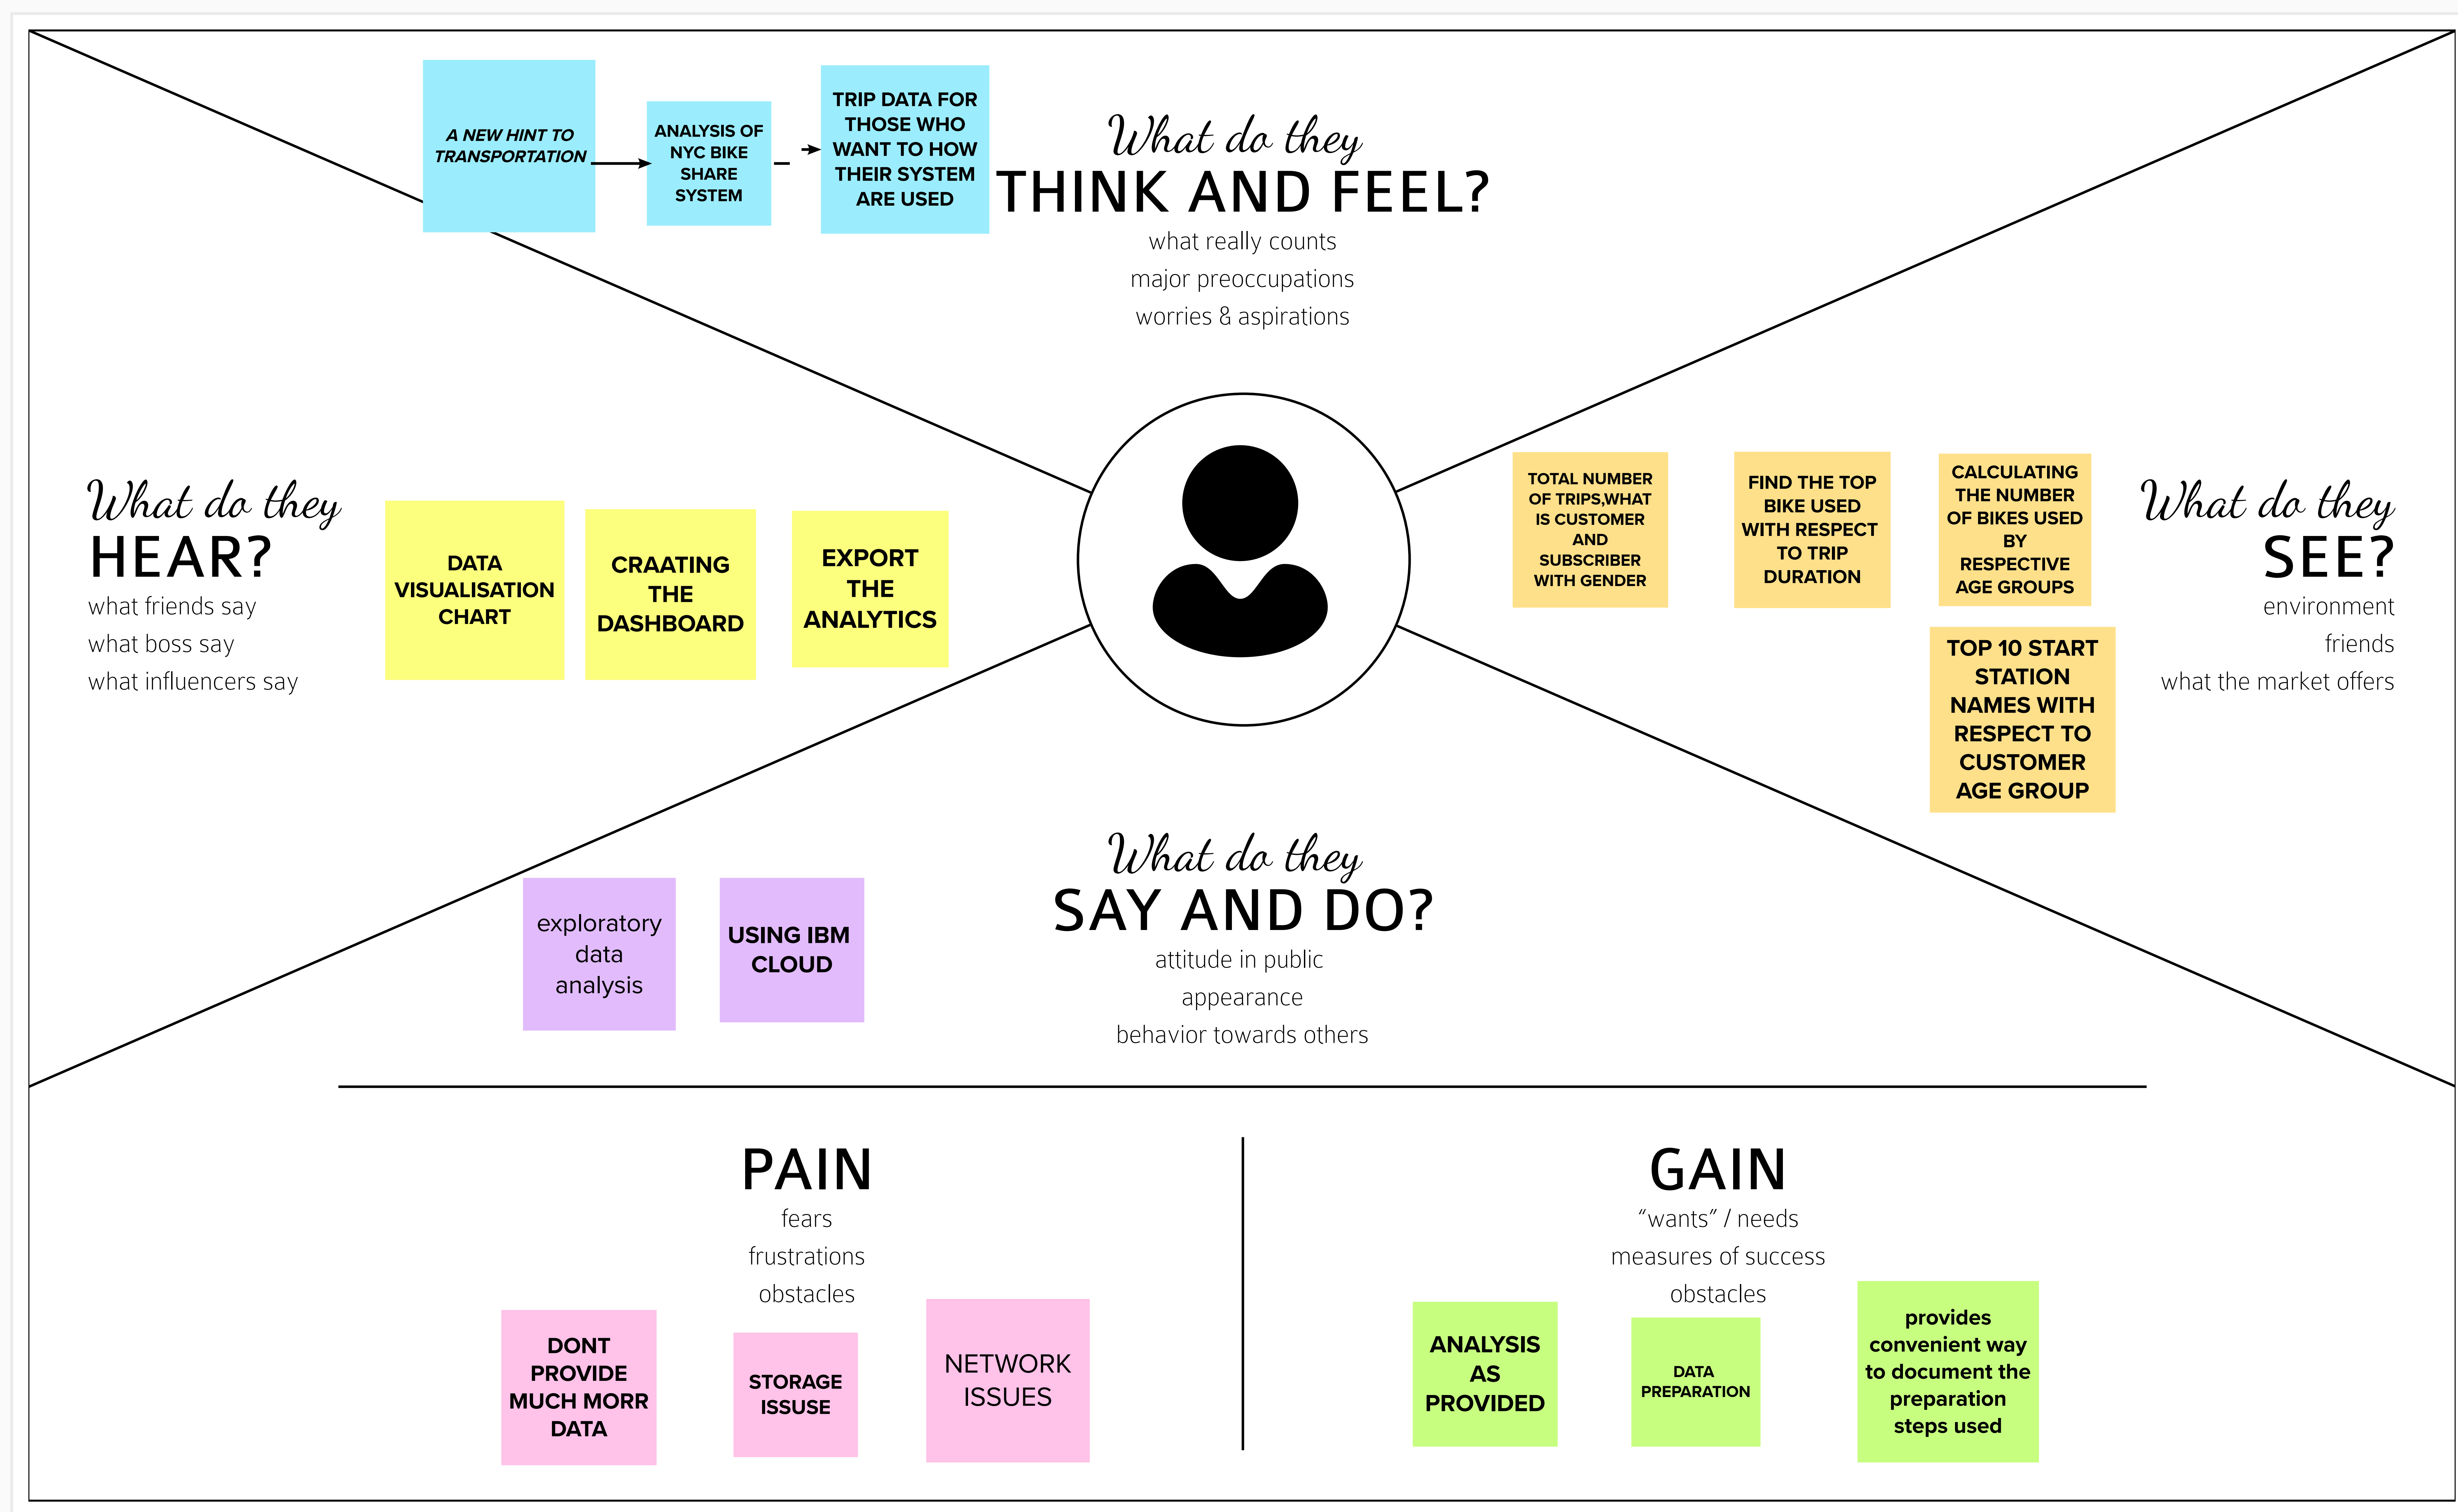 A NEW HINT TO
TRANSPORTATION
ANALYSIS OF
NYC BIKE
SHARE
SYSTEM
TRIP DATA FOR
THOSE WHO
WANT TO HOW
THEIR SYSTEM
ARE USED
What do they
THINK AND FEEL?
what really counts
major preoccupations
worries & aspirations
What do they
HEAR?
what friends say
what boss say
what influencers say
DATA
VISUALISATION
CHART
CRAATING
THE
DASHBOARD
EXPORT
THE
ANALYTICS
TOTAL NUMBER
OF TRIPS,WHAT
IS CUSTOMER
AND
SUBSCRIBER
WITH GENDER
FIND THE TOP
BIKE USED
WITH RESPECT
TO TRIP
DURATION
CALCULATING
THE NUMBER
OF BIKES USED
BY
RESPECTIVE
AGE GROUPS
TOP 10 START
STATION
NAMES WITH
RESPECT TO
CUSTOMER
AGE GROUP
What do they
SEE?
environment
friends
what the market offers
exploratory
data
analysis
USING IBM
CLOUD
What do they
SAY AND DO?
attitude in public
appearance
behavior towards others
PAIN
fears
frustrations
obstacles
DONT
PROVIDE
MUCH MORR
DATA
STORAGE
ISSUSE
NETWORK
ISSUES
GAIN
“wants” / needs
measures of success
obstacles
ANALYSIS
AS
PROVIDED
DATA
PREPARATION
provides
convenient way
to document the
preparation
steps used